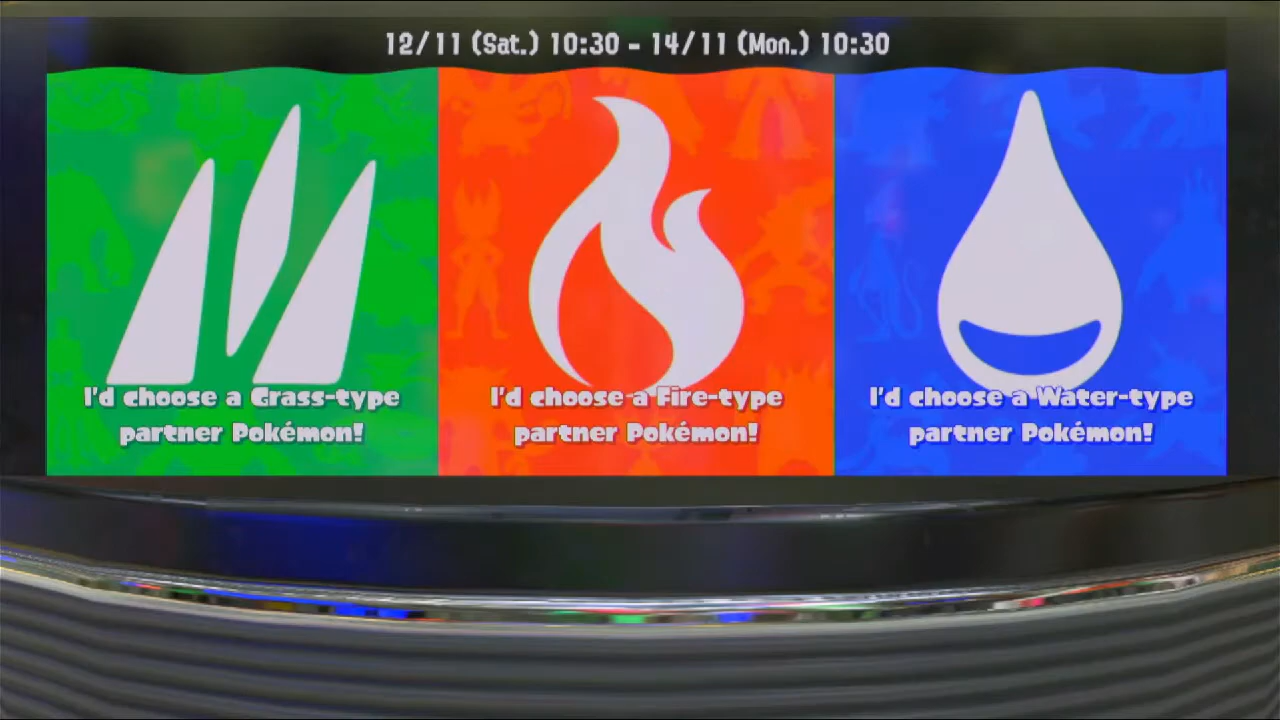 12/11 (Sat.) 10:30 – 14/11 (Mon.) 10:30
I'd choose a Grass-type
partner Pokémon!
I'd choose a Fire-type
partner Pokémon!
I'd choose a Water-type
partner Pokémon!